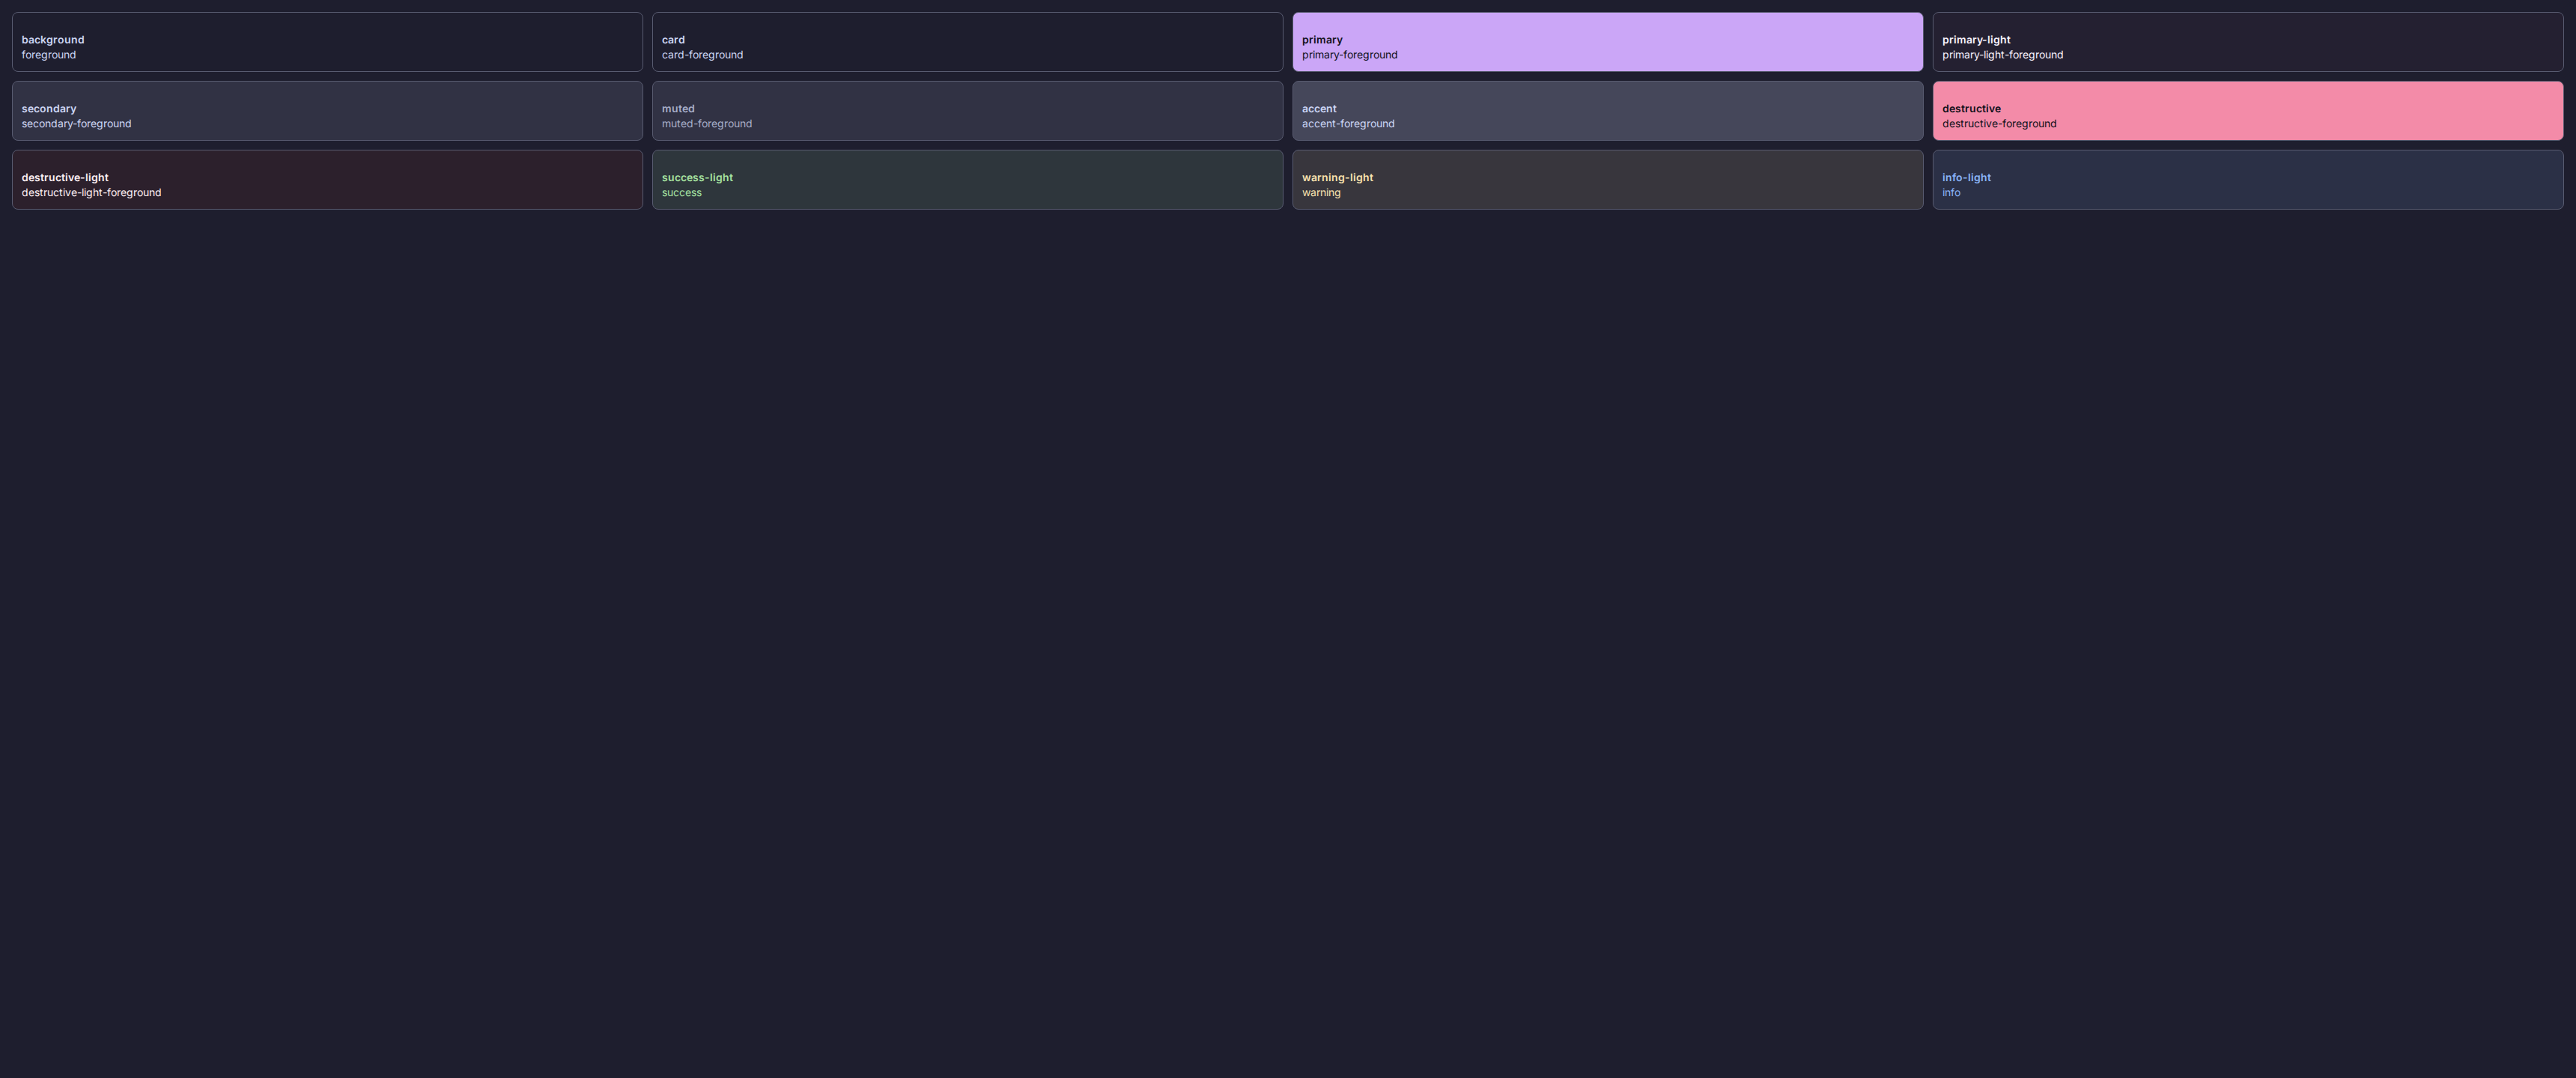 background
foreground
card
card-foreground
primary
primary-foreground
primary-light
primary-light-foreground
secondary
secondary-foreground
muted
muted-foreground
accent
accent-foreground
destructive
destructive-foreground
destructive-light
destructive-light-foreground
success-light
success
warning-light
warning
info-light
info